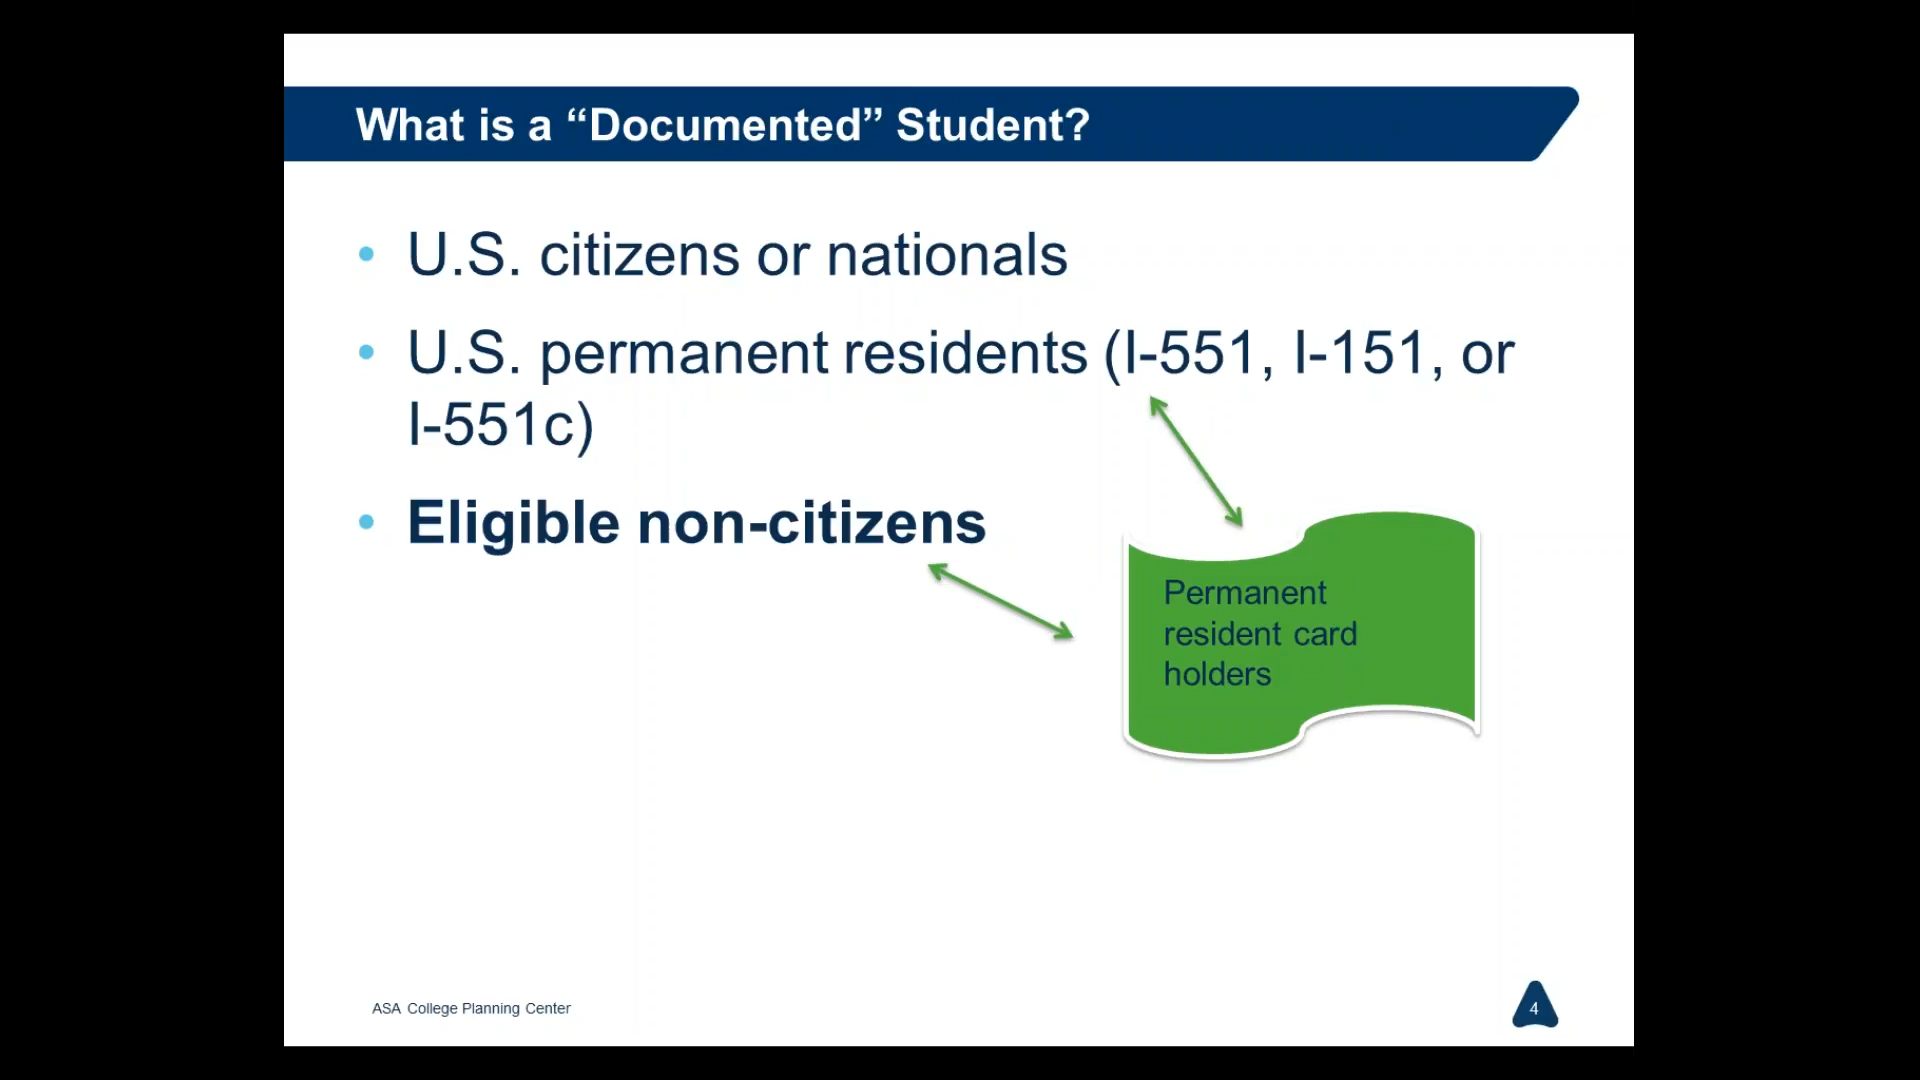 What is a “Documented” Student?
• U.S. citizens or nationals
• U.S. permanent residents (I-551, I-151, or
I-551c)
• Eligible non-citizens
Permanent
resident card
holders
ASA College Planning Center
4